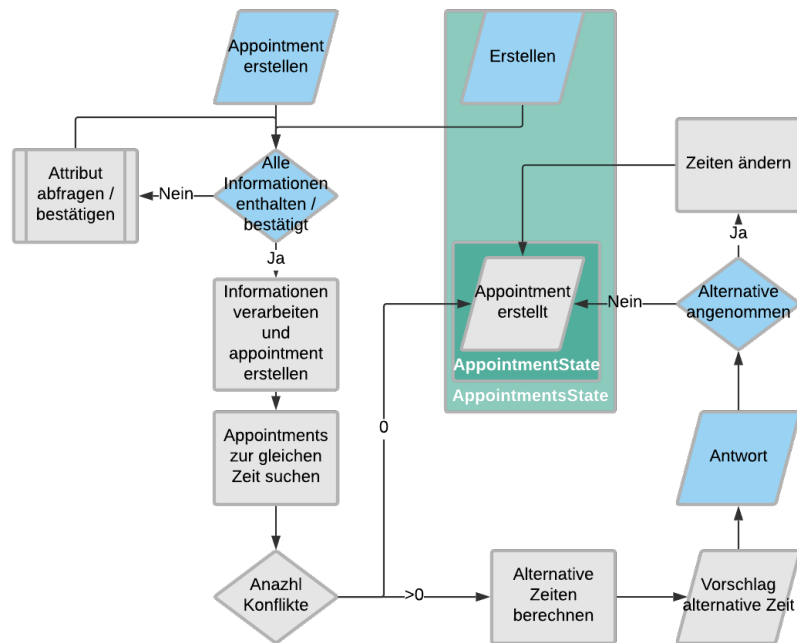 Appointment
erstellen
Erstellen
Attribut
abfragen /
bestätigen
Nein
Alle
Informationen
enthalten /
bestätigt
Zeiten ändern
Ja
Ja
Informationen
verarbeiten
und
appointment
erstellen
Appointment
erstellt
Nein
Alternative
angenommen
AppointmentState
AppointmentsState
Appointments
zur gleichen
Zeit suchen
0
Antwort
Anazhl
Konflikte
>0
Alternative
Zeiten
berechnen
Vorschlag
alternative Zeit